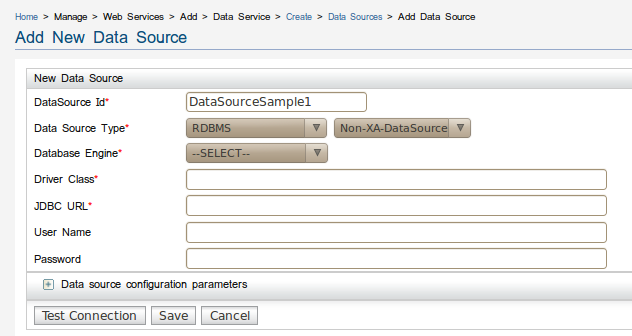 Home > Manage > Web Services > Add > Data Service > Create > Data Sources > Add Data Source
Add New Data Source
New Data Source
DataSource Id* DataSourceSample1
Data Source Type* RDBMS Non-XA-DataSource
Database Engine* --SELECT--
Driver Class*
JDBC URL*
User Name
Password
Data source configuration parameters
Test Connection Save Cancel